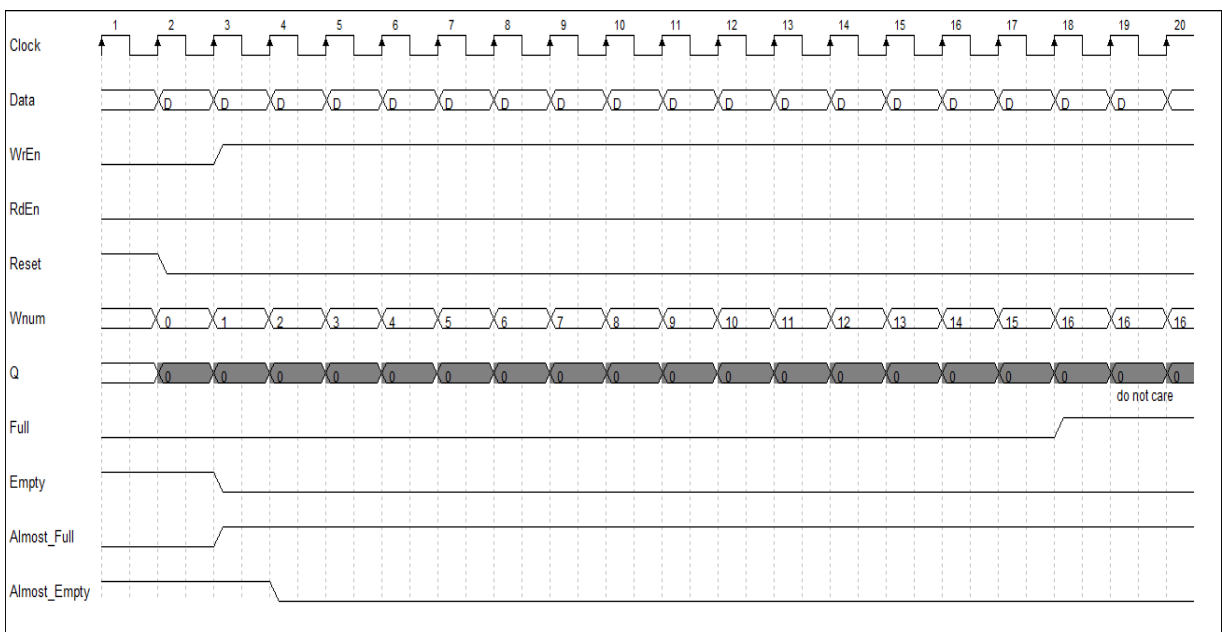 1 2 3 4 5 6 7 8 9 10 11 12 13 14 15 16 17 18 19 20
Clock
Data D D D D D D D D D D D D D D D D D D
WrEn
RdEn
Reset
Wnum 0 1 2 3 4 5 6 7 8 9 10 11 12 13 14 15 16 16 16
Q 0 0 0 0 0 0 0 0 0 0 0 0 0 0 0 0 0 0 0
do not care
Full
Empty
Almost_Full
Almost_Empty